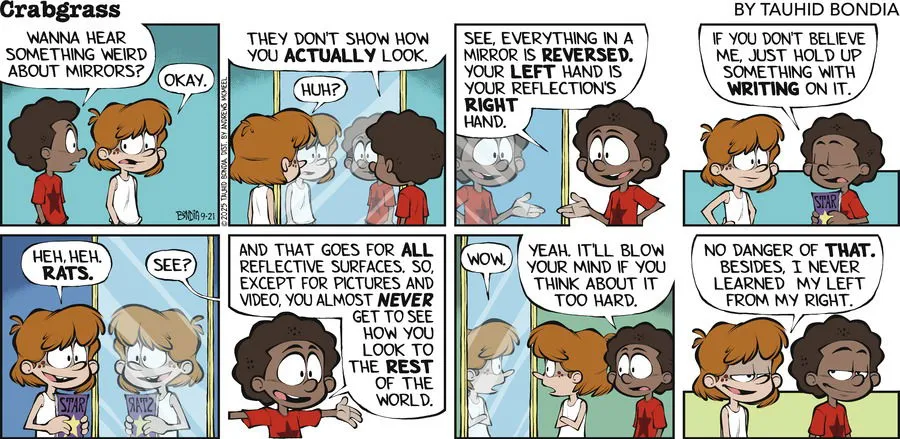 Crabgrass
BY TAUHID BONDIA
WANNA HEAR
SOMETHING WEIRD
ABOUT MIRRORS?
OKAY.
BONDIA 9-21
©2025 TAUHID BONDIA, DIST. BY ANDREWS MCMEEL
THEY DON'T SHOW HOW
YOU ACTUALLY LOOK.
HUH?
SEE, EVERYTHING IN A
MIRROR IS REVERSED.
YOUR LEFT HAND IS
YOUR REFLECTION'S
RIGHT
HAND.
IF YOU DON'T BELIEVE
ME, JUST HOLD UP
SOMETHING WITH
WRITING ON IT.
STAR
HEH, HEH.
RATS.
SEE?
STAR
RATS
AND THAT GOES FOR ALL
REFLECTIVE SURFACES. SO,
EXCEPT FOR PICTURES AND
VIDEO, YOU ALMOST NEVER
GET TO SEE
HOW YOU
LOOK TO
THE REST
OF THE
WORLD.
WOW.
YEAH. IT'LL BLOW
YOUR MIND IF YOU
THINK ABOUT IT
TOO HARD.
NO DANGER OF THAT.
BESIDES, I NEVER
LEARNED MY LEFT
FROM MY RIGHT.